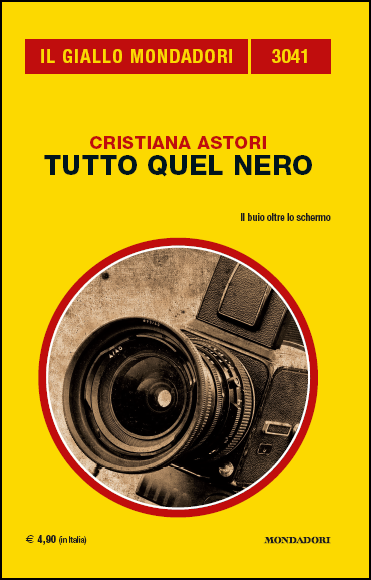 IL GIALLO MONDADORI 3041
CRISTIANA ASTORI
TUTTO QUEL NERO
Il buio oltre lo schermo
€ 4,90 (in Italia)
MONDADORI